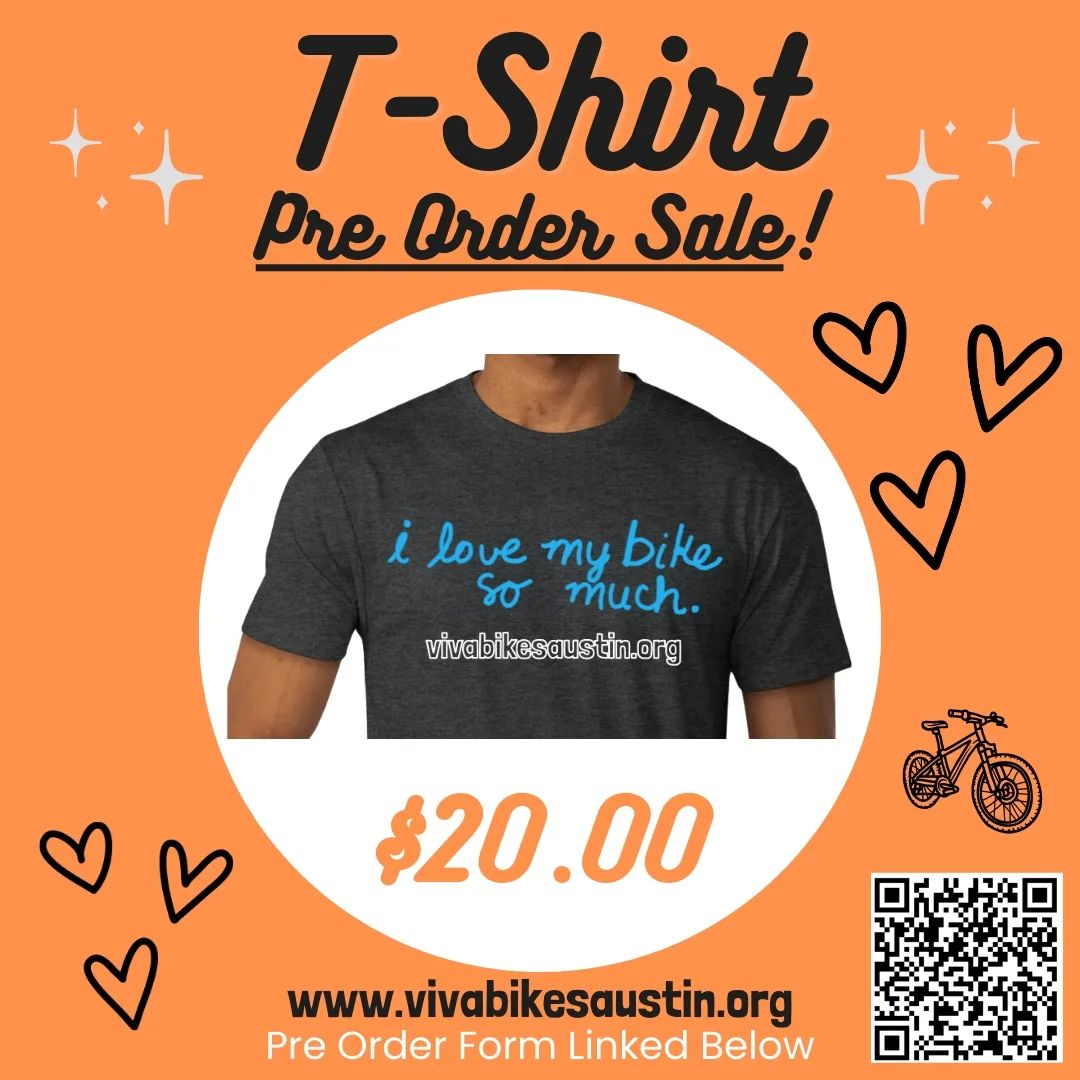 T-Shirt
Pre Order Sale!
i love my bike
so much.
vivabikesaustin.org
$20.00
www.vivabikesaustin.org
Pre Order Form Linked Below